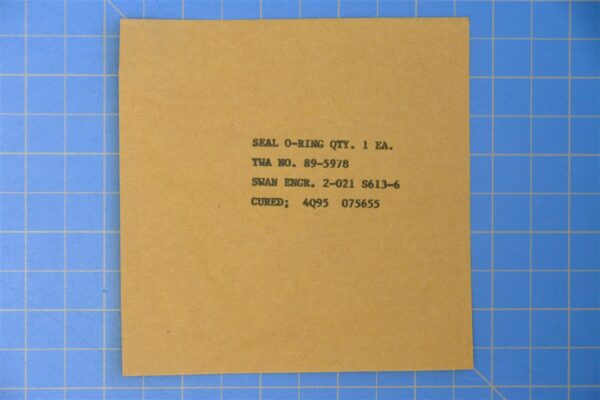 SEAL O-RING QTY. 1 EA.
TWA NO. 89-5978
SWAN ENGR. 2-021 S613-6
CURED; 4Q95 075655